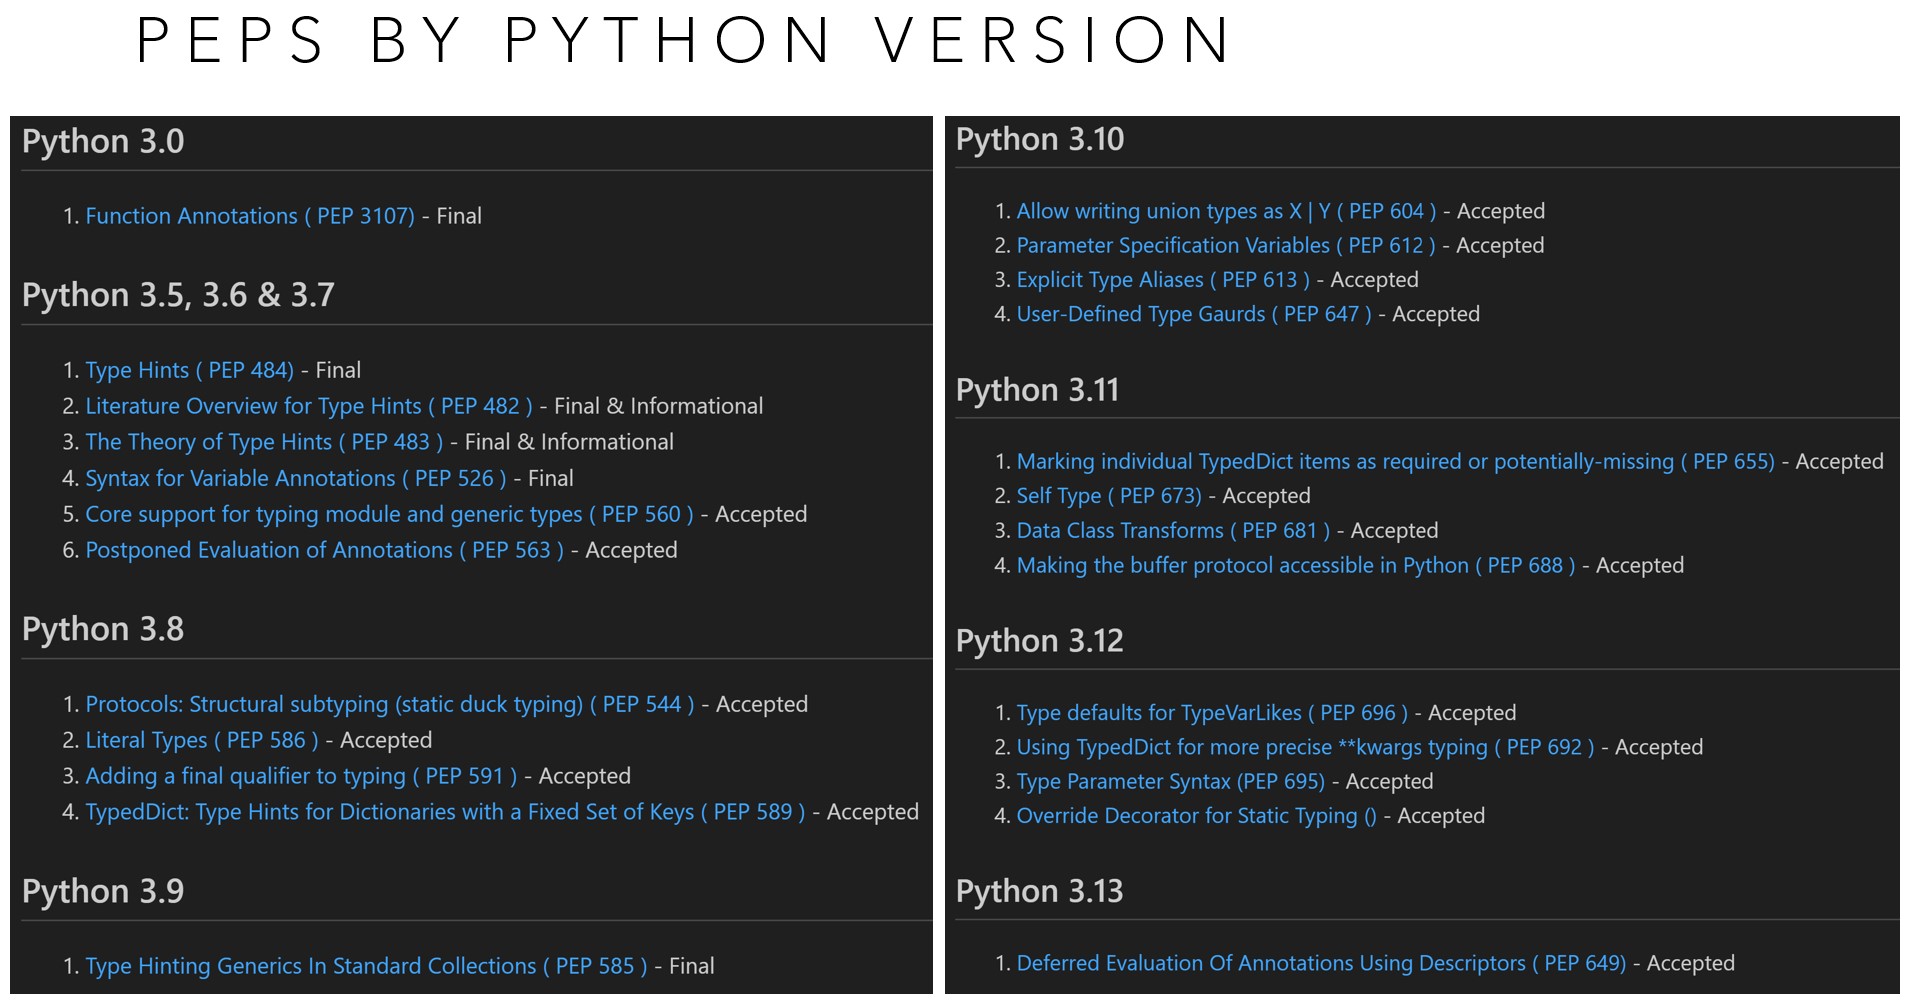 PEPS BY PYTHON VERSION
Python 3.0
1. Function Annotations ( PEP 3107) - Final
Python 3.5, 3.6 & 3.7
1. Type Hints ( PEP 484) - Final
2. Literature Overview for Type Hints ( PEP 482 ) - Final & Informational
3. The Theory of Type Hints ( PEP 483 ) - Final & Informational
4. Syntax for Variable Annotations ( PEP 526 ) - Final
5. Core support for typing module and generic types ( PEP 560 ) - Accepted
6. Postponed Evaluation of Annotations ( PEP 563 ) - Accepted
Python 3.8
1. Protocols: Structural subtyping (static duck typing) ( PEP 544 ) - Accepted
2. Literal Types ( PEP 586 ) - Accepted
3. Adding a final qualifier to typing ( PEP 591 ) - Accepted
4. TypedDict: Type Hints for Dictionaries with a Fixed Set of Keys ( PEP 589 ) - Accepted
Python 3.9
1. Type Hinting Generics In Standard Collections ( PEP 585 ) - Final
Python 3.10
1. Allow writing union types as X | Y ( PEP 604 ) - Accepted
2. Parameter Specification Variables ( PEP 612 ) - Accepted
3. Explicit Type Aliases ( PEP 613 ) - Accepted
4. User-Defined Type Gaurds ( PEP 647 ) - Accepted
Python 3.11
1. Marking individual TypedDict items as required or potentially-missing ( PEP 655) - Accepted
2. Self Type ( PEP 673) - Accepted
3. Data Class Transforms ( PEP 681 ) - Accepted
4. Making the buffer protocol accessible in Python ( PEP 688 ) - Accepted
Python 3.12
1. Type defaults for TypeVarLikes ( PEP 696 ) - Accepted
2. Using TypedDict for more precise **kwargs typing ( PEP 692 ) - Accepted
3. Type Parameter Syntax (PEP 695) - Accepted
4. Override Decorator for Static Typing () - Accepted
Python 3.13
1. Deferred Evaluation Of Annotations Using Descriptors ( PEP 649) - Accepted